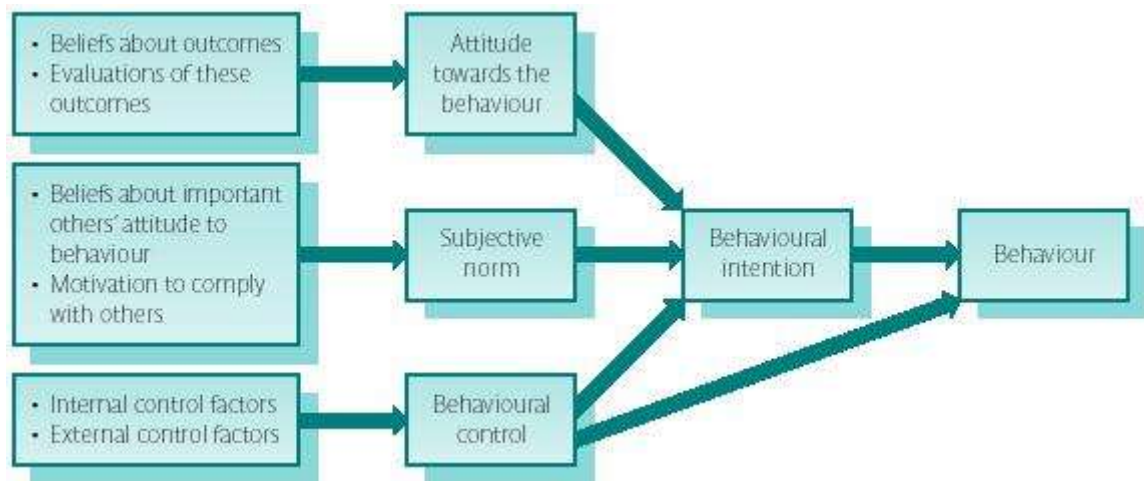 • Beliefs about outcomes
• Evaluations of these
outcomes
Attitude
towards the
behaviour
• Beliefs about important
others' attitude to
behaviour
• Motivation to comply
with others
Subjective
norm
Behavioural
intention
Behaviour
• Internal control factors
• External control factors
Behavioural
control